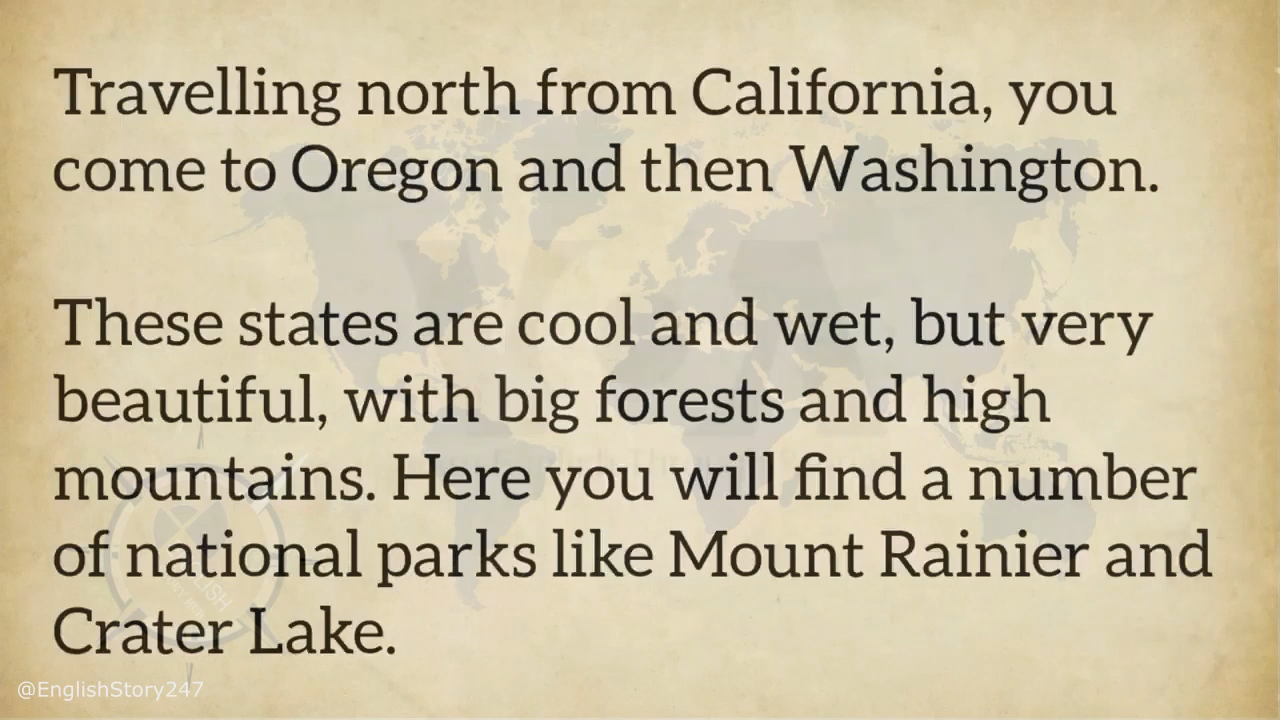 Travelling north from California, you
come to Oregon and then Washington.
These states are cool and wet, but very
beautiful, with big forests and high
mountains. Here you will find a number
of national parks like Mount Rainier and
Crater Lake.
@EnglishStory247